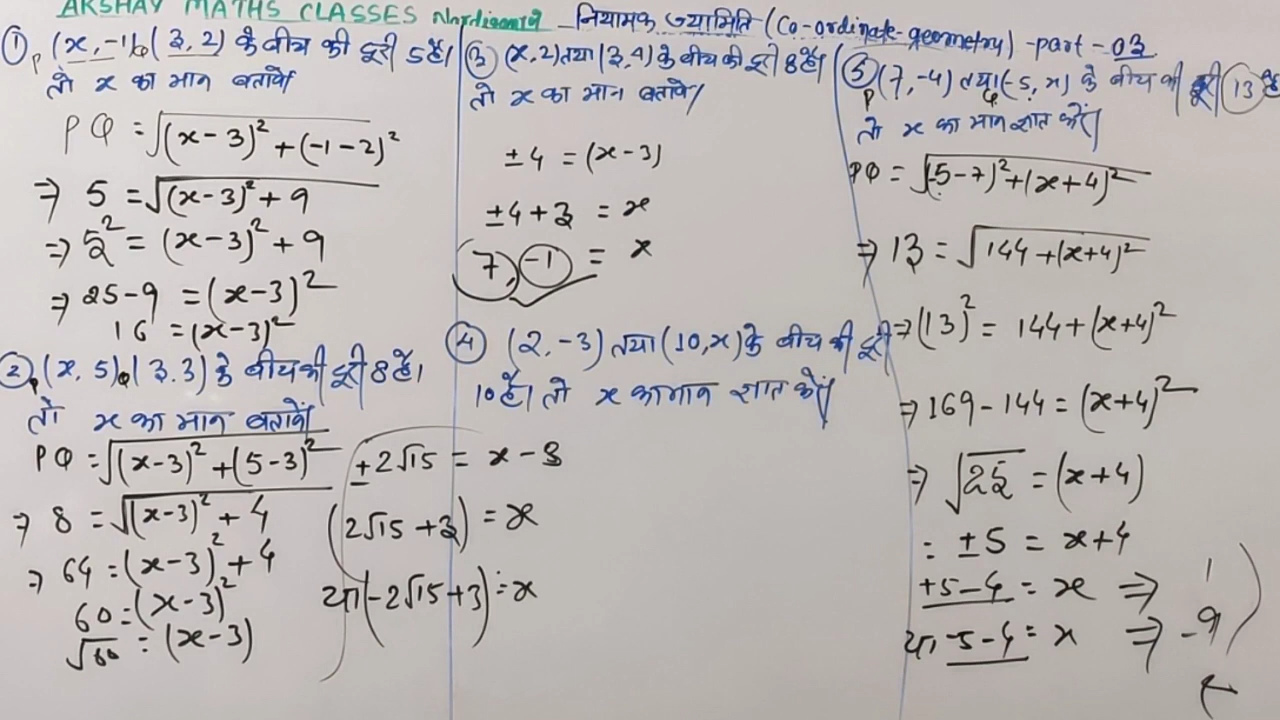 AKSHAY MATHS CLASSES नियामक ज्यामिति (Co-ordinate-geometry) -part-03
① P(x,-1) Q(3,2) के बीच की दूरी 5 हैं।
तो x का मान बतावें।
PQ = √(x-3)²+(-1-2)²
⇒ 5 = √(x-3)²+9
⇒ 5² = (x-3)²+9
⇒ 25-9 = (x-3)²
16 = (x-3)²
② P(x,5) Q(3.3) के बीच की दूरी 8 हैं।
तो x का मान बतावें।
PQ = √(x-3)²+(5-3)²
⇒ 8 = √(x-3)²+4
⇒ 64 = (x-3)²+4
60 = (x-3)²
√60 = (x-3)
±2√15 = x-3
(2√15+3) = x
या(-2√15+3) = x
③ (x,2) तथा (3,4) के बीच की दूरी 8 हैं।
तो x का मान बतावें।
±4 = (x-3)
±4+3 = x
7, -1 = x
④ (2,-3) तथा (10,x) के बीच की दूरी
10 हैं। तो x का मान ज्ञात करें।
⑤ P(7,-4) तथा Q(-5,x) के बीच की दूरी 13 हैं
तो x का मान ज्ञात करें।
PQ = √(-5-7)²+(x+4)²
⇒ 13 = √144+(x+4)²
⇒ (13)² = 144+(x+4)²
⇒ 169-144 = (x+4)²
⇒ √25 = (x+4)
: ±5 = x+4
+5-4 = x ⇒ 1
या -5-4 = x ⇒ -9